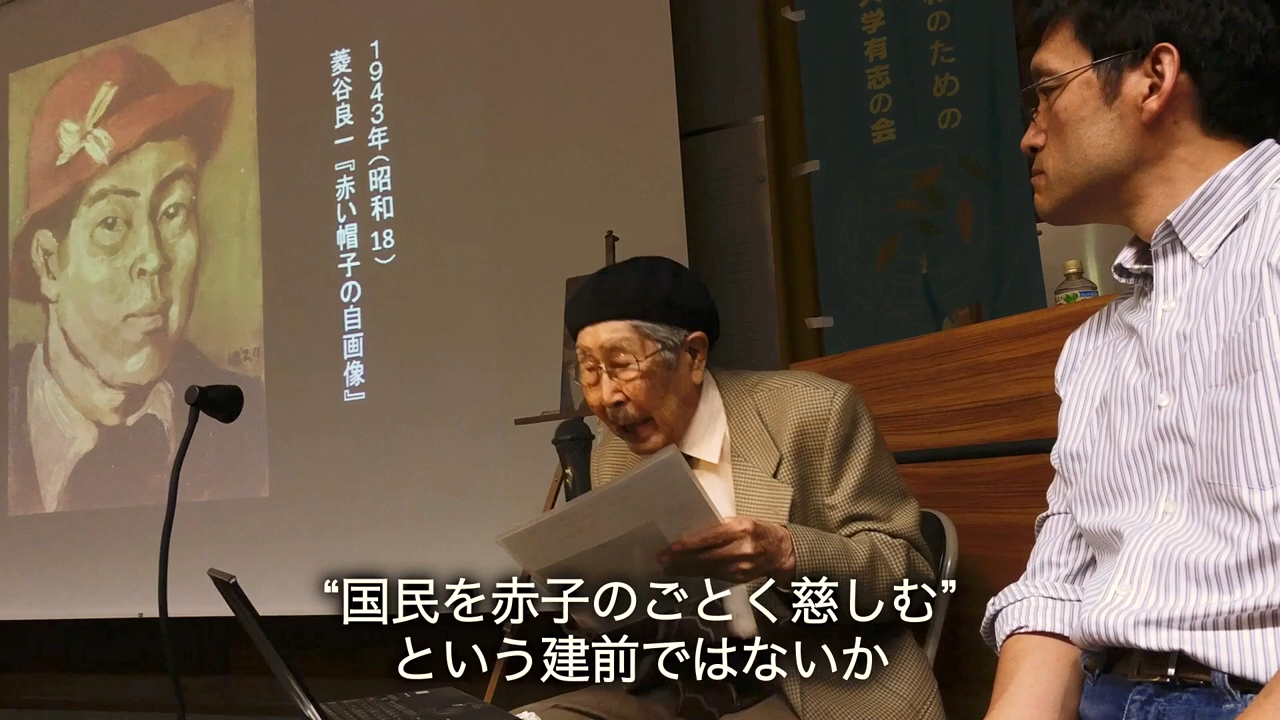 1943年（昭和 18）
菱谷良一『赤い帽子の自画像』
のための
学有志の会
“国民を赤子のごとく慈しむ”
という建前ではないか